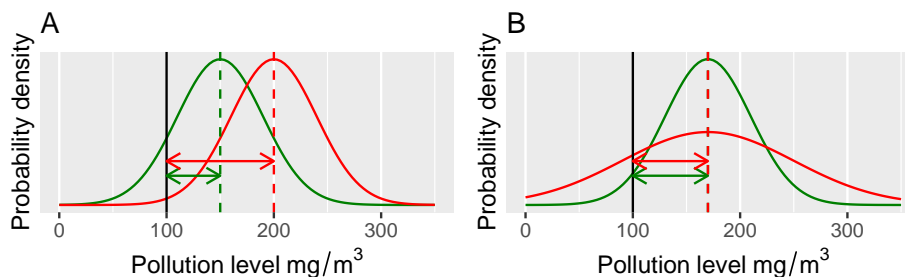 A
Probability density
0 100 200 300
Pollution level mg/m³
B
Probability density
0 100 200 300
Pollution level mg/m³